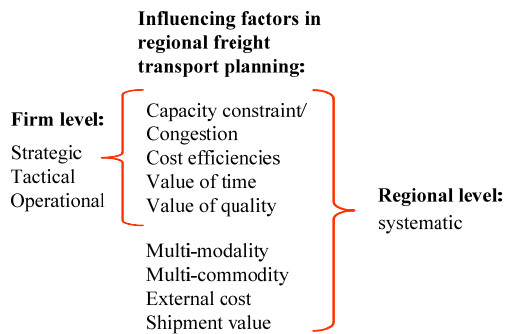 Influencing factors in
regional freight
transport planning:
Firm level:
Strategic
Tactical
Operational
Capacity constraint/
Congestion
Cost efficiencies
Value of time
Value of quality
Multi-modality
Multi-commodity
External cost
Shipment value
Regional level:
systematic